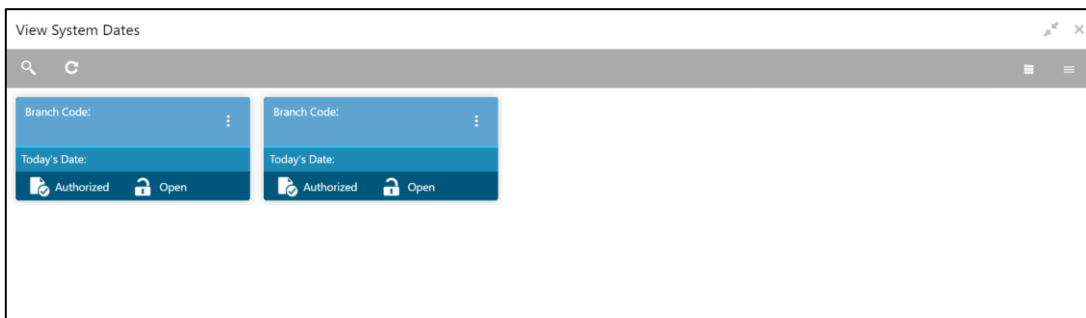 View System Dates
Branch Code:
Today's Date:
Authorized Open
Branch Code:
Today's Date:
Authorized Open